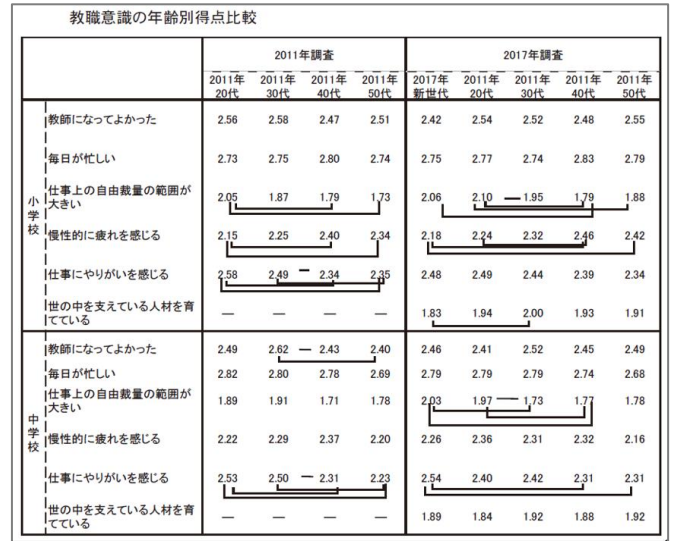 教職意識の年齢別得点比較
2011年調査 2017年調査
2011年 2011年 2011年 2011年 2017年 2011年 2011年 2011年 2011年
20代 30代 40代 50代 新世代 20代 30代 40代 50代
小学校
教師になってよかった 2.56 2.58 2.47 2.51 2.42 2.54 2.52 2.48 2.55
毎日が忙しい 2.73 2.75 2.80 2.74 2.75 2.77 2.74 2.83 2.79
仕事上の自由裁量の範囲が
大きい 2.05 1.87 1.79 1.73 2.06 2.10 1.95 1.79 1.88
慢性的に疲れを感じる 2.15 2.25 2.40 2.34 2.18 2.24 2.32 2.46 2.42
仕事にやりがいを感じる 2.58 2.49 2.34 2.35 2.48 2.49 2.44 2.39 2.34
世の中を支えている人材を育
てている ― ― ― ― 1.83 1.94 2.00 1.93 1.91
中学校
教師になってよかった 2.49 2.62 2.43 2.40 2.46 2.41 2.52 2.45 2.49
毎日が忙しい 2.82 2.80 2.78 2.69 2.79 2.79 2.79 2.74 2.68
仕事上の自由裁量の範囲が
大きい 1.89 1.91 1.71 1.78 2.03 1.97 1.73 1.77 1.78
慢性的に疲れを感じる 2.22 2.29 2.37 2.20 2.26 2.36 2.31 2.32 2.16
仕事にやりがいを感じる 2.53 2.50 2.31 2.23 2.54 2.40 2.42 2.31 2.31
世の中を支えている人材を育
てている ― ― ― ― 1.89 1.84 1.92 1.88 1.92